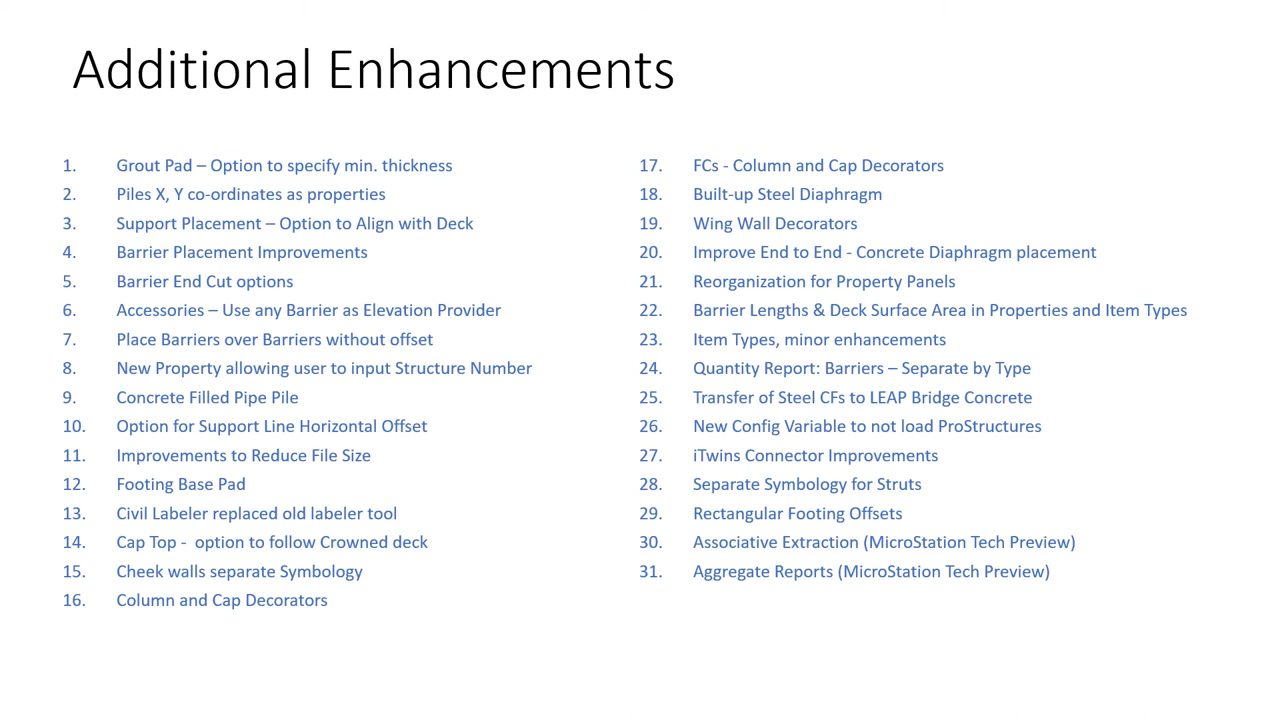 Additional Enhancements
1. Grout Pad – Option to specify min. thickness
2. Piles X, Y co-ordinates as properties
3. Support Placement – Option to Align with Deck
4. Barrier Placement Improvements
5. Barrier End Cut options
6. Accessories – Use any Barrier as Elevation Provider
7. Place Barriers over Barriers without offset
8. New Property allowing user to input Structure Number
9. Concrete Filled Pipe Pile
10. Option for Support Line Horizontal Offset
11. Improvements to Reduce File Size
12. Footing Base Pad
13. Civil Labeler replaced old labeler tool
14. Cap Top -  option to follow Crowned deck
15. Cheek walls separate Symbology
16. Column and Cap Decorators
17. FCs - Column and Cap Decorators
18. Built-up Steel Diaphragm
19. Wing Wall Decorators
20. Improve End to End - Concrete Diaphragm placement
21. Reorganization for Property Panels
22. Barrier Lengths & Deck Surface Area in Properties and Item Types
23. Item Types, minor enhancements
24. Quantity Report: Barriers – Separate by Type
25. Transfer of Steel CFs to LEAP Bridge Concrete
26. New Config Variable to not load ProStructures
27. iTwins Connector Improvements
28. Separate Symbology for Struts
29. Rectangular Footing Offsets
30. Associative Extraction (MicroStation Tech Preview)
31. Aggregate Reports (MicroStation Tech Preview)